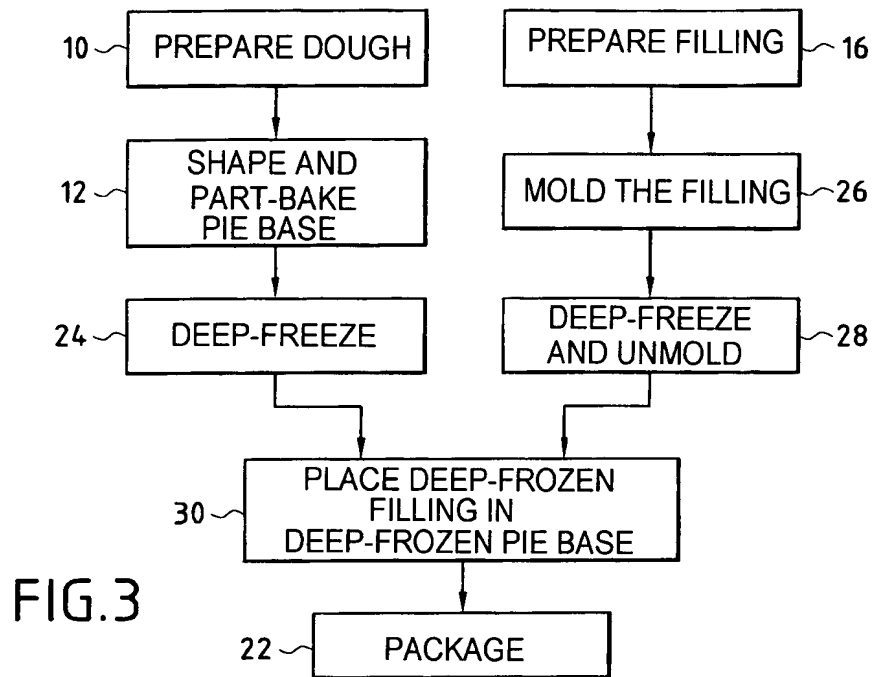 10 PREPARE DOUGH
PREPARE FILLING 16
12 SHAPE AND
PART-BAKE
PIE BASE
MOLD THE FILLING 26
24 DEEP-FREEZE
DEEP-FREEZE
AND UNMOLD 28
30 PLACE DEEP-FROZEN
FILLING IN
DEEP-FROZEN PIE BASE
FIG.3
22 PACKAGE